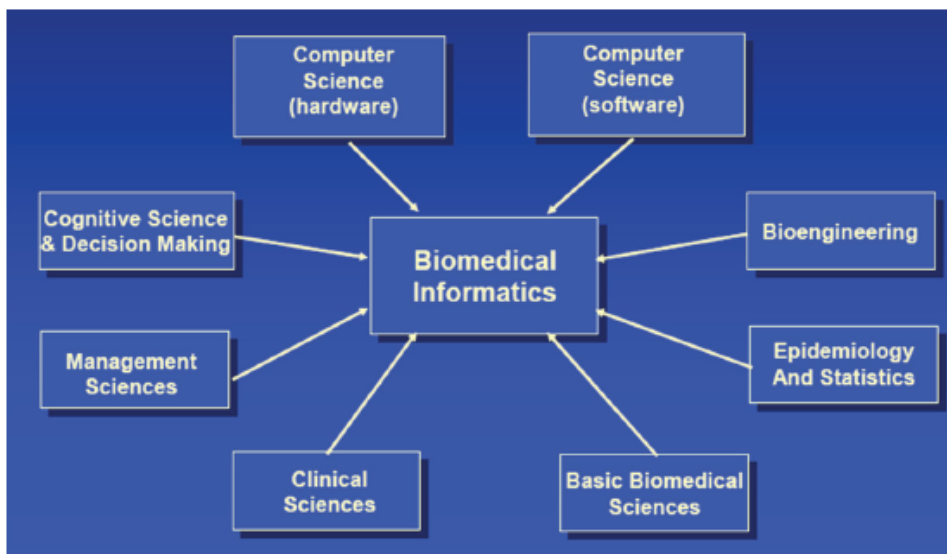 Computer
Science
(hardware)
Computer
Science
(software)
Cognitive Science
& Decision Making
Biomedical
Informatics
Bioengineering
Management
Sciences
Epidemiology
And Statistics
Clinical
Sciences
Basic Biomedical
Sciences